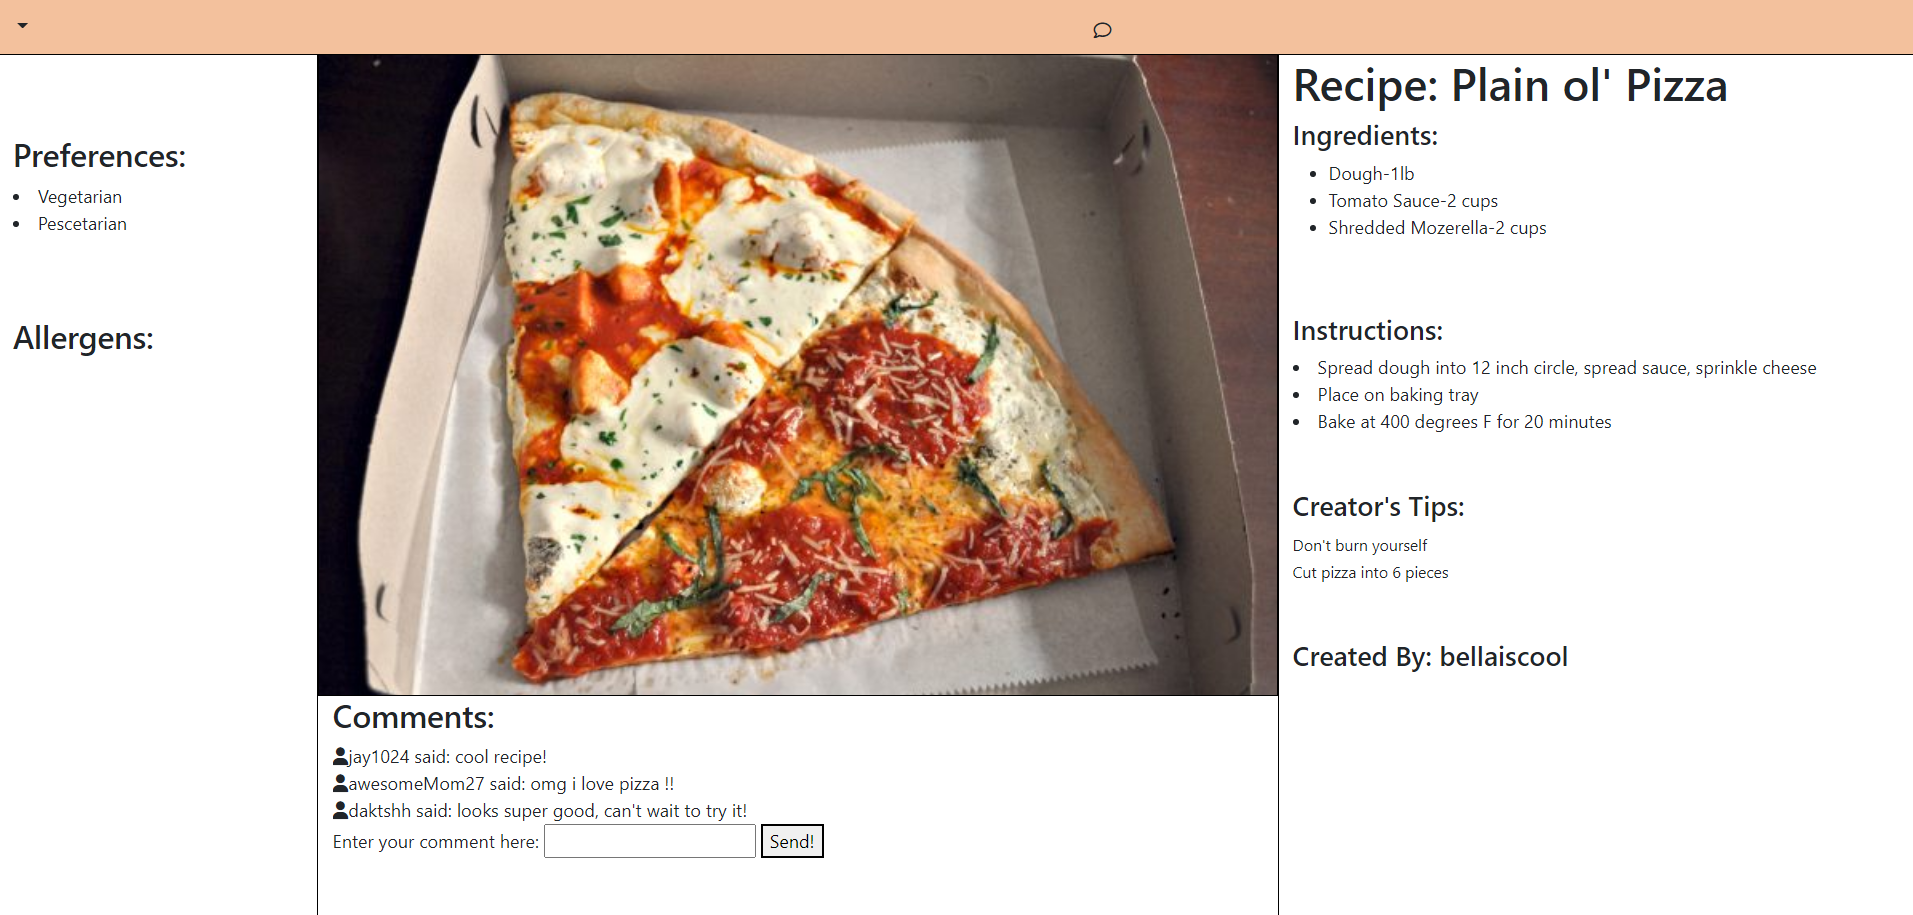 Preferences:
Vegetarian
Pescetarian
Allergens:
Comments:
jay1024 said: cool recipe!
awesomeMom27 said: omg i love pizza !!
daktshh said: looks super good, can't wait to try it!
Enter your comment here: Send!
Recipe: Plain ol' Pizza
Ingredients:
Dough-1lb
Tomato Sauce-2 cups
Shredded Mozerella-2 cups
Instructions:
Spread dough into 12 inch circle, spread sauce, sprinkle cheese
Place on baking tray
Bake at 400 degrees F for 20 minutes
Creator's Tips:
Don't burn yourself
Cut pizza into 6 pieces
Created By: bellaiscool